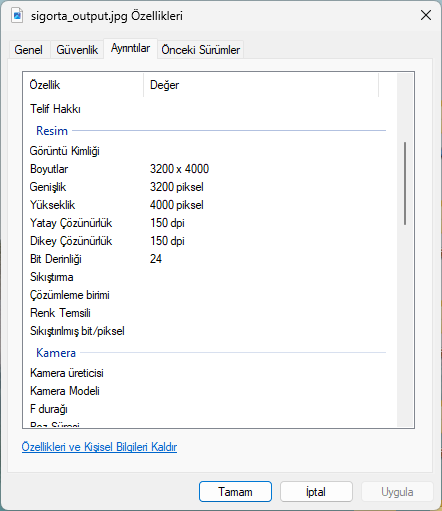 sigorta_output.jpg Özellikleri
Genel Güvenlik Ayrıntılar Önceki Sürümler
Özellik Değer
Telif Hakkı
Resim
Görüntü Kimliği
Boyutlar 3200 x 4000
Genişlik 3200 piksel
Yükseklik 4000 piksel
Yatay Çözünürlük 150 dpi
Dikey Çözünürlük 150 dpi
Bit Derinliği 24
Sıkıştırma
Çözümleme birimi
Renk Temsili
Sıkıştırılmış bit/piksel
Kamera
Kamera üreticisi
Kamera Modeli
F durağı
Poz Süresi
Özellikleri ve Kişisel Bilgileri Kaldır
Tamam İptal Uygula